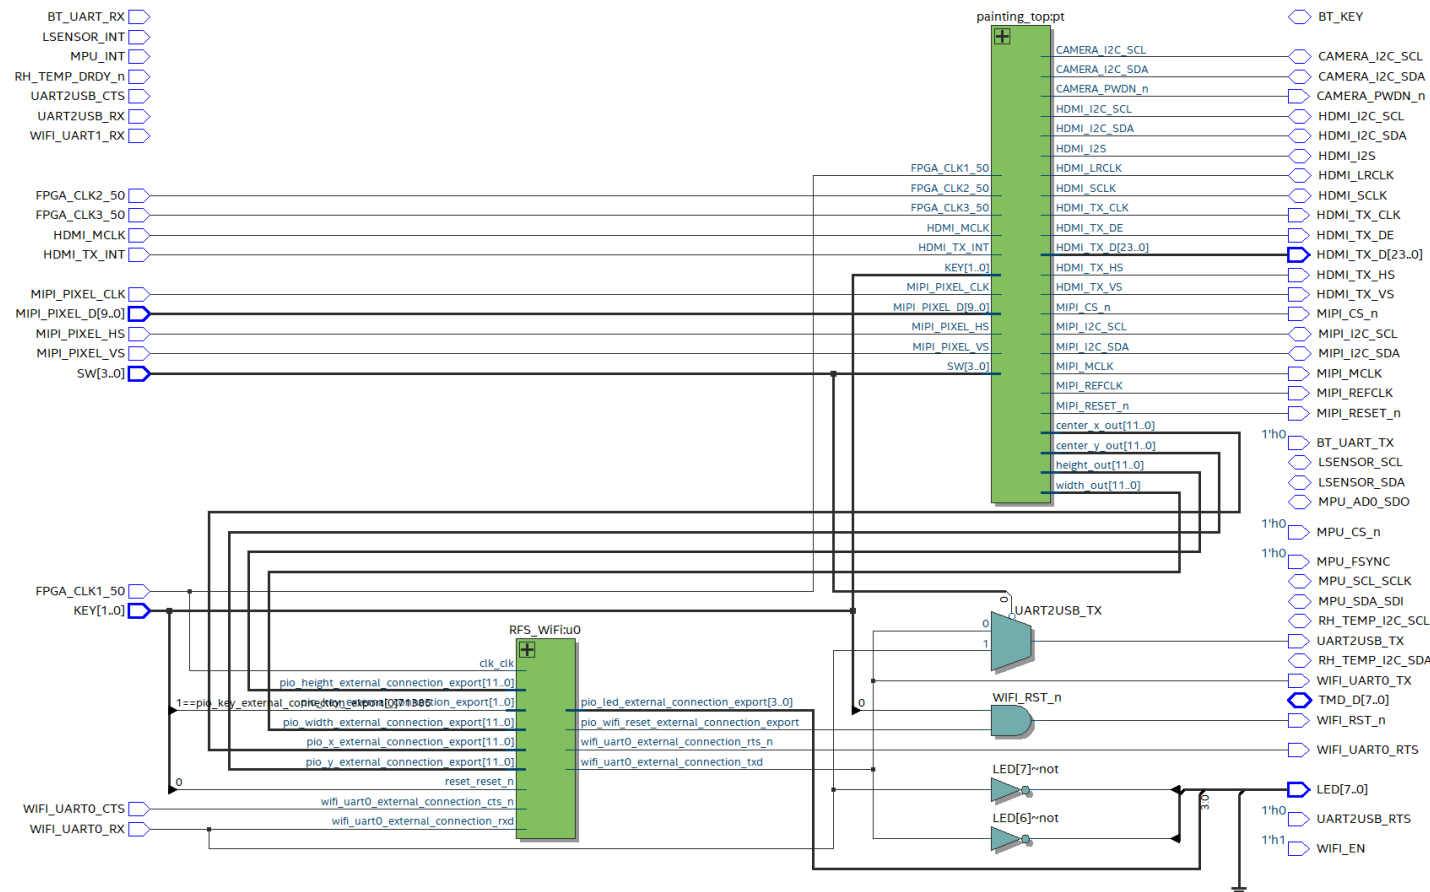 BT_UART_RX
LSENSOR_INT
MPU_INT
RH_TEMP_DRDY_n
UART2USB_CTS
UART2USB_RX
WIFI_UART1_RX
FPGA_CLK2_50
FPGA_CLK3_50
HDMI_MCLK
HDMI_TX_INT
MIPI_PIXEL_CLK
MIPI_PIXEL_D[9..0]
MIPI_PIXEL_HS
MIPI_PIXEL_VS
SW[3..0]
FPGA_CLK1_50
KEY[1..0]
WIFI_UART0_CTS
WIFI_UART0_RX
painting_top:pt
FPGA_CLK1_50
FPGA_CLK2_50
FPGA_CLK3_50
HDMI_MCLK
HDMI_TX_INT
KEY[1..0]
MIPI_PIXEL_CLK
MIPI_PIXEL_D[9..0]
MIPI_PIXEL_HS
MIPI_PIXEL_VS
SW[3..0]
CAMERA_I2C_SCL
CAMERA_I2C_SDA
CAMERA_PWDN_n
HDMI_I2C_SCL
HDMI_I2C_SDA
HDMI_I2S
HDMI_LRCLK
HDMI_SCLK
HDMI_TX_CLK
HDMI_TX_DE
HDMI_TX_D[23..0]
HDMI_TX_HS
HDMI_TX_VS
MIPI_CS_n
MIPI_I2C_SCL
MIPI_I2C_SDA
MIPI_MCLK
MIPI_REFCLK
MIPI_RESET_n
center_x_out[11..0]
center_y_out[11..0]
height_out[11..0]
width_out[11..0]
RFS_WiFi:u0
clk_clk
pio_height_external_connection_export[11..0]
pio_width_external_connection_export[11..0]
pio_x_external_connection_export[11..0]
pio_y_external_connection_export[11..0]
reset_reset_n
wifi_uart0_external_connection_cts_n
wifi_uart0_external_connection_rxd
0
pio_led_external_connection_export[3..0]
pio_wifi_reset_external_connection_export
wifi_uart0_external_connection_rts_n
wifi_uart0_external_connection_txd
0
UART2USB_TX
0
1
WIFI_RST_n
0
LED[7]~not
LED[6]~not
BT_KEY
CAMERA_I2C_SCL
CAMERA_I2C_SDA
CAMERA_PWDN_n
HDMI_I2C_SCL
HDMI_I2C_SDA
HDMI_I2S
HDMI_LRCLK
HDMI_SCLK
HDMI_TX_CLK
HDMI_TX_DE
HDMI_TX_D[23..0]
HDMI_TX_HS
HDMI_TX_VS
MIPI_CS_n
MIPI_I2C_SCL
MIPI_I2C_SDA
MIPI_MCLK
MIPI_REFCLK
MIPI_RESET_n
1'h0 BT_UART_TX
LSENSOR_SCL
LSENSOR_SDA
MPU_AD0_SDO
1'h0 MPU_CS_n
1'h0 MPU_FSYNC
MPU_SCL_SCLK
MPU_SDA_SDI
RH_TEMP_I2C_SCL
UART2USB_TX
RH_TEMP_I2C_SDA
WIFI_UART0_TX
TMD_D[7..0]
WIFI_RST_n
WIFI_UART0_RTS
LED[7..0]
1'h0 UART2USB_RTS
1'h1 WIFI_EN